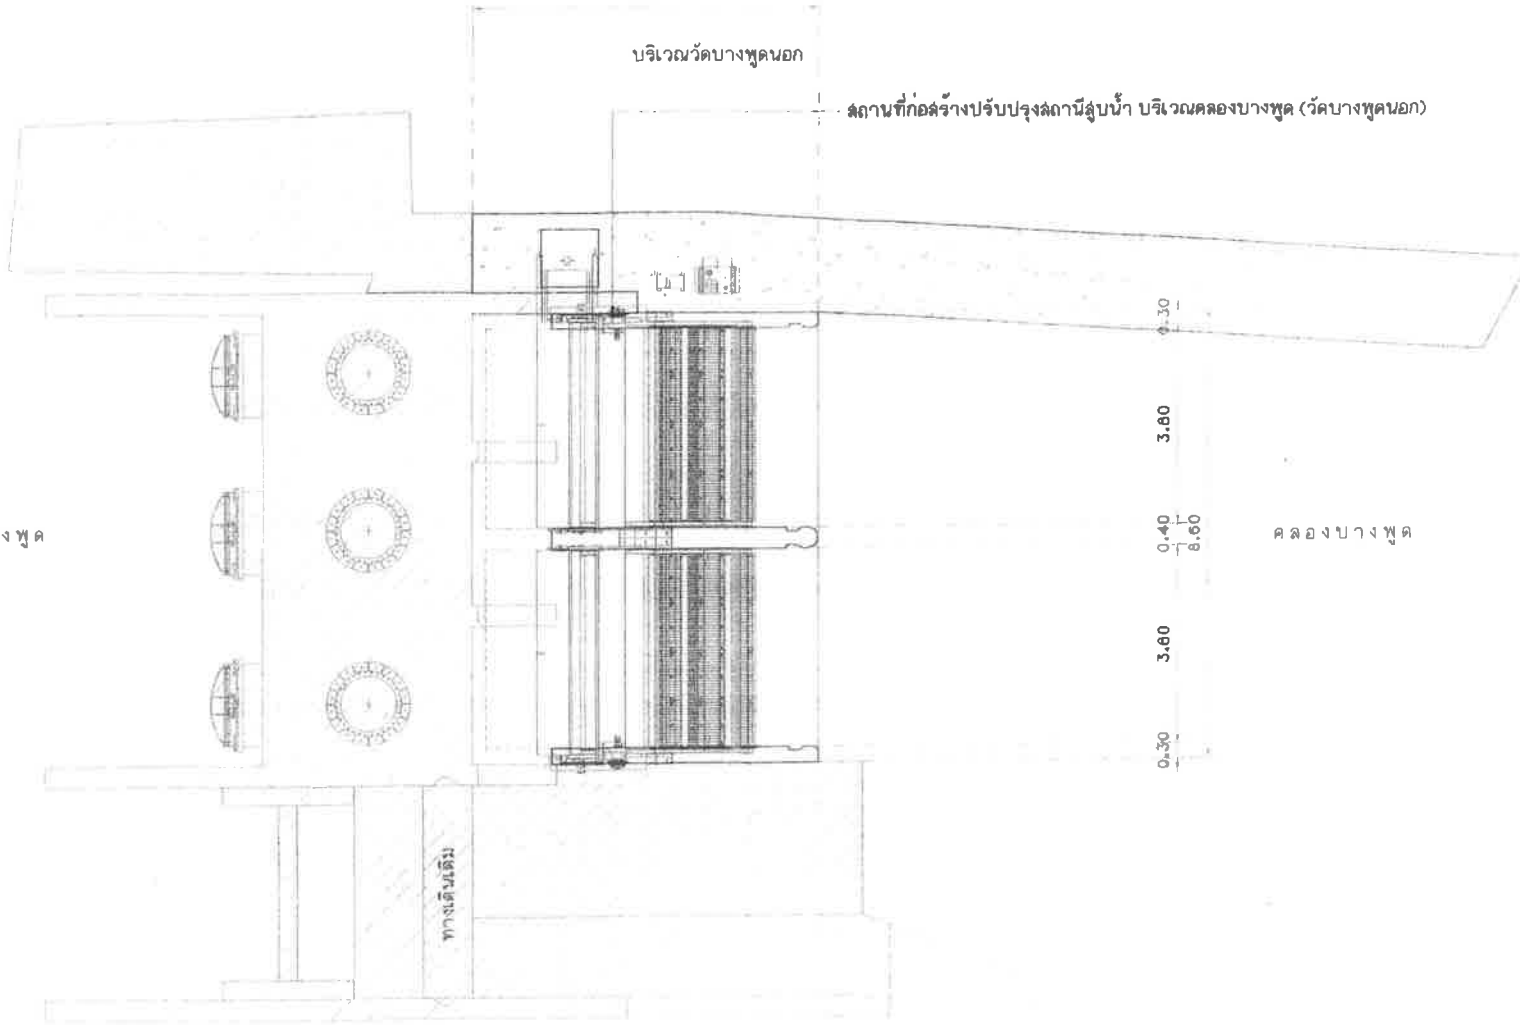 บริเวณวัดบางพูดนอก
สถานที่ก่อสร้างปรับปรุงสถานีสูบน้ำ บริเวณคลองบางพูด (วัดบางพูดนอก)
0.30
3.80
0.40
8.60
3.80
0.30
งพูด
คลองบางพูด
ทางเดินเดิม